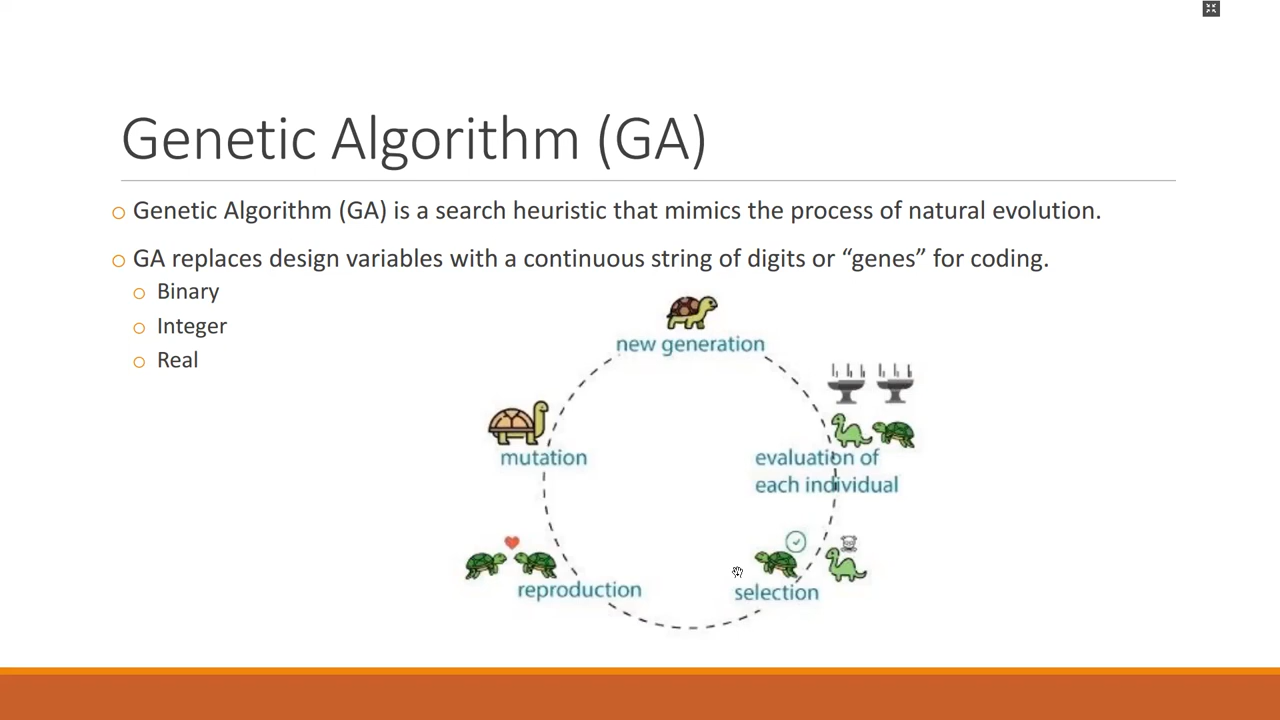 Genetic Algorithm (GA)
Genetic Algorithm (GA) is a search heuristic that mimics the process of natural evolution.
GA replaces design variables with a continuous string of digits or “genes” for coding.
Binary
Integer
Real
new generation
mutation
evaluation of
each individual
reproduction
selection